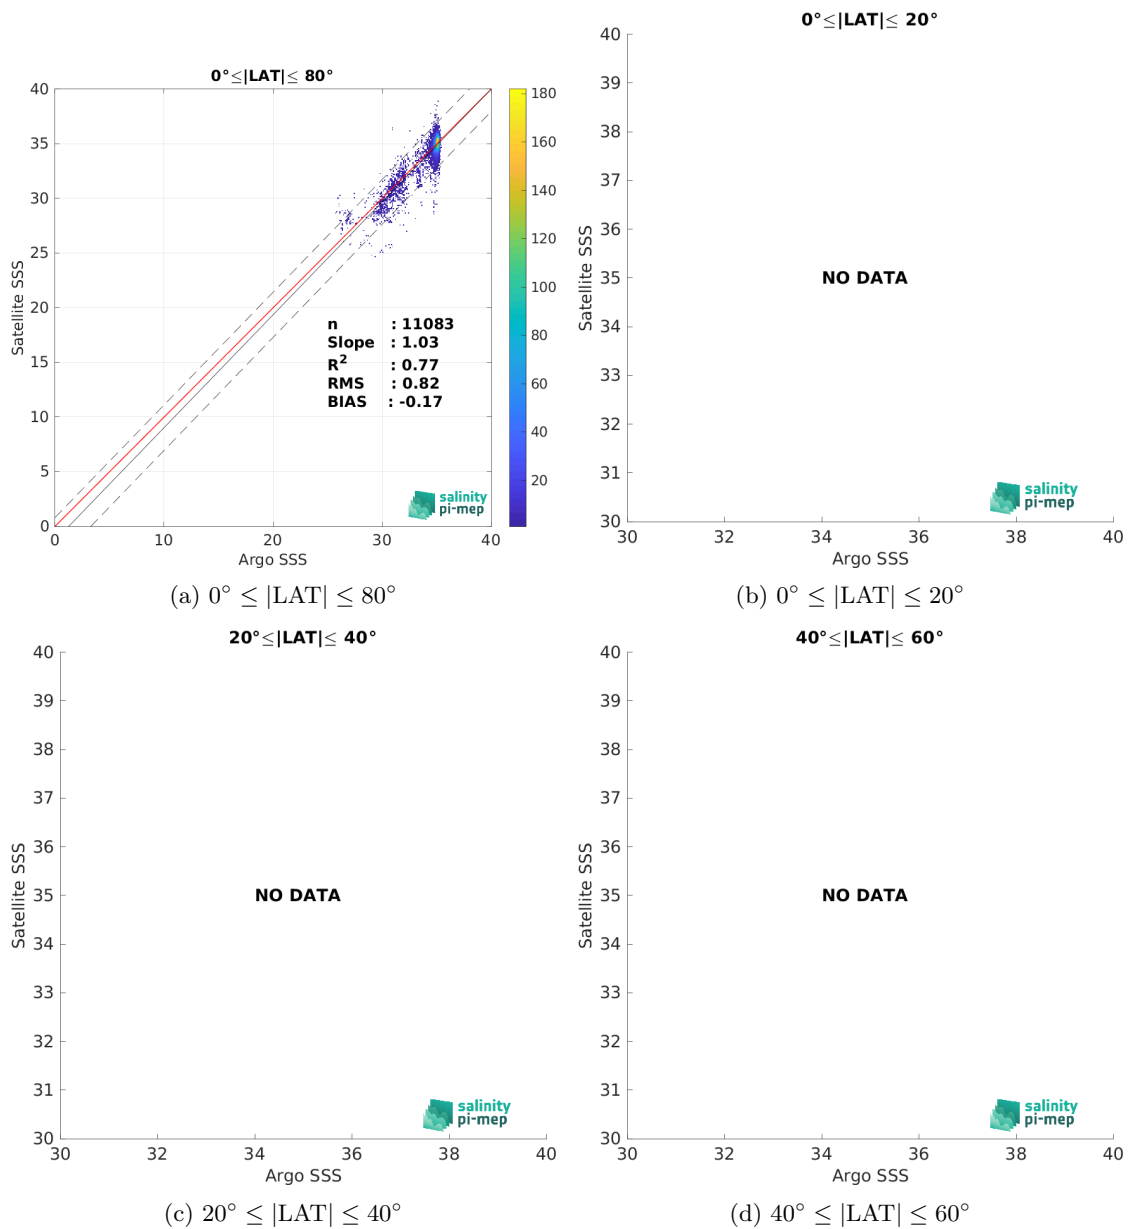 0°≤|LAT|≤ 80°
40
35
30
25
20
15
10
5
0
0
10
20
30
40
Satellite SSS
Argo SSS
n : 11083
Slope : 1.03
R² : 0.77
RMS : 0.82
BIAS : -0.17
180
160
140
120
100
80
60
40
20
salinity
pi-mep
(a) 0° ≤ |LAT| ≤ 80°
0°≤|LAT|≤ 20°
40
39
38
37
36
35
34
33
32
31
30
30
32
34
36
38
40
Satellite SSS
Argo SSS
NO DATA
salinity
pi-mep
(b) 0° ≤ |LAT| ≤ 20°
20°≤|LAT|≤ 40°
40
39
38
37
36
35
34
33
32
31
30
30
32
34
36
38
40
Satellite SSS
Argo SSS
NO DATA
salinity
pi-mep
(c) 20° ≤ |LAT| ≤ 40°
40°≤|LAT|≤ 60°
40
39
38
37
36
35
34
33
32
31
30
30
32
34
36
38
40
Satellite SSS
Argo SSS
NO DATA
salinity
pi-mep
(d) 40° ≤ |LAT| ≤ 60°